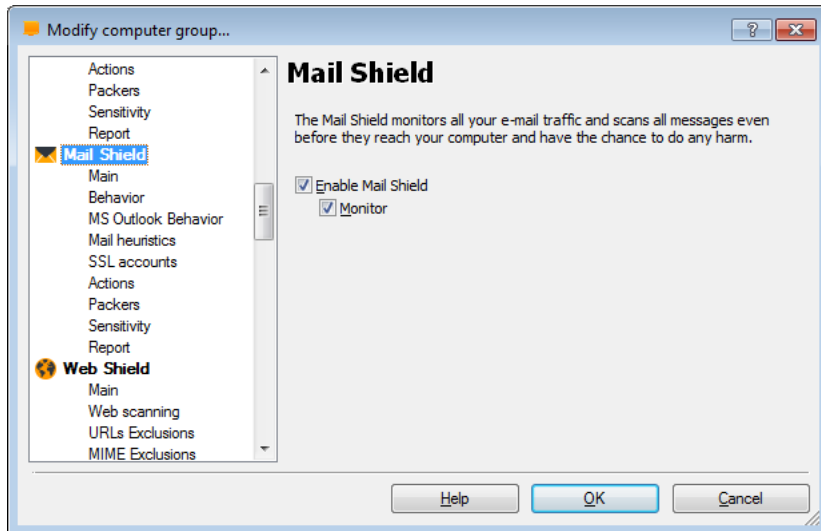 Modify computer group...
Actions
Packers
Sensitivity
Report
Mail Shield
Main
Behavior
MS Outlook Behavior
Mail heuristics
SSL accounts
Actions
Packers
Sensitivity
Report
Web Shield
Main
Web scanning
URLs Exclusions
MIME Exclusions
Mail Shield
The Mail Shield monitors all your e-mail traffic and scans all messages even
before they reach your computer and have the chance to do any harm.
Enable Mail Shield
Monitor
Help
OK
Cancel